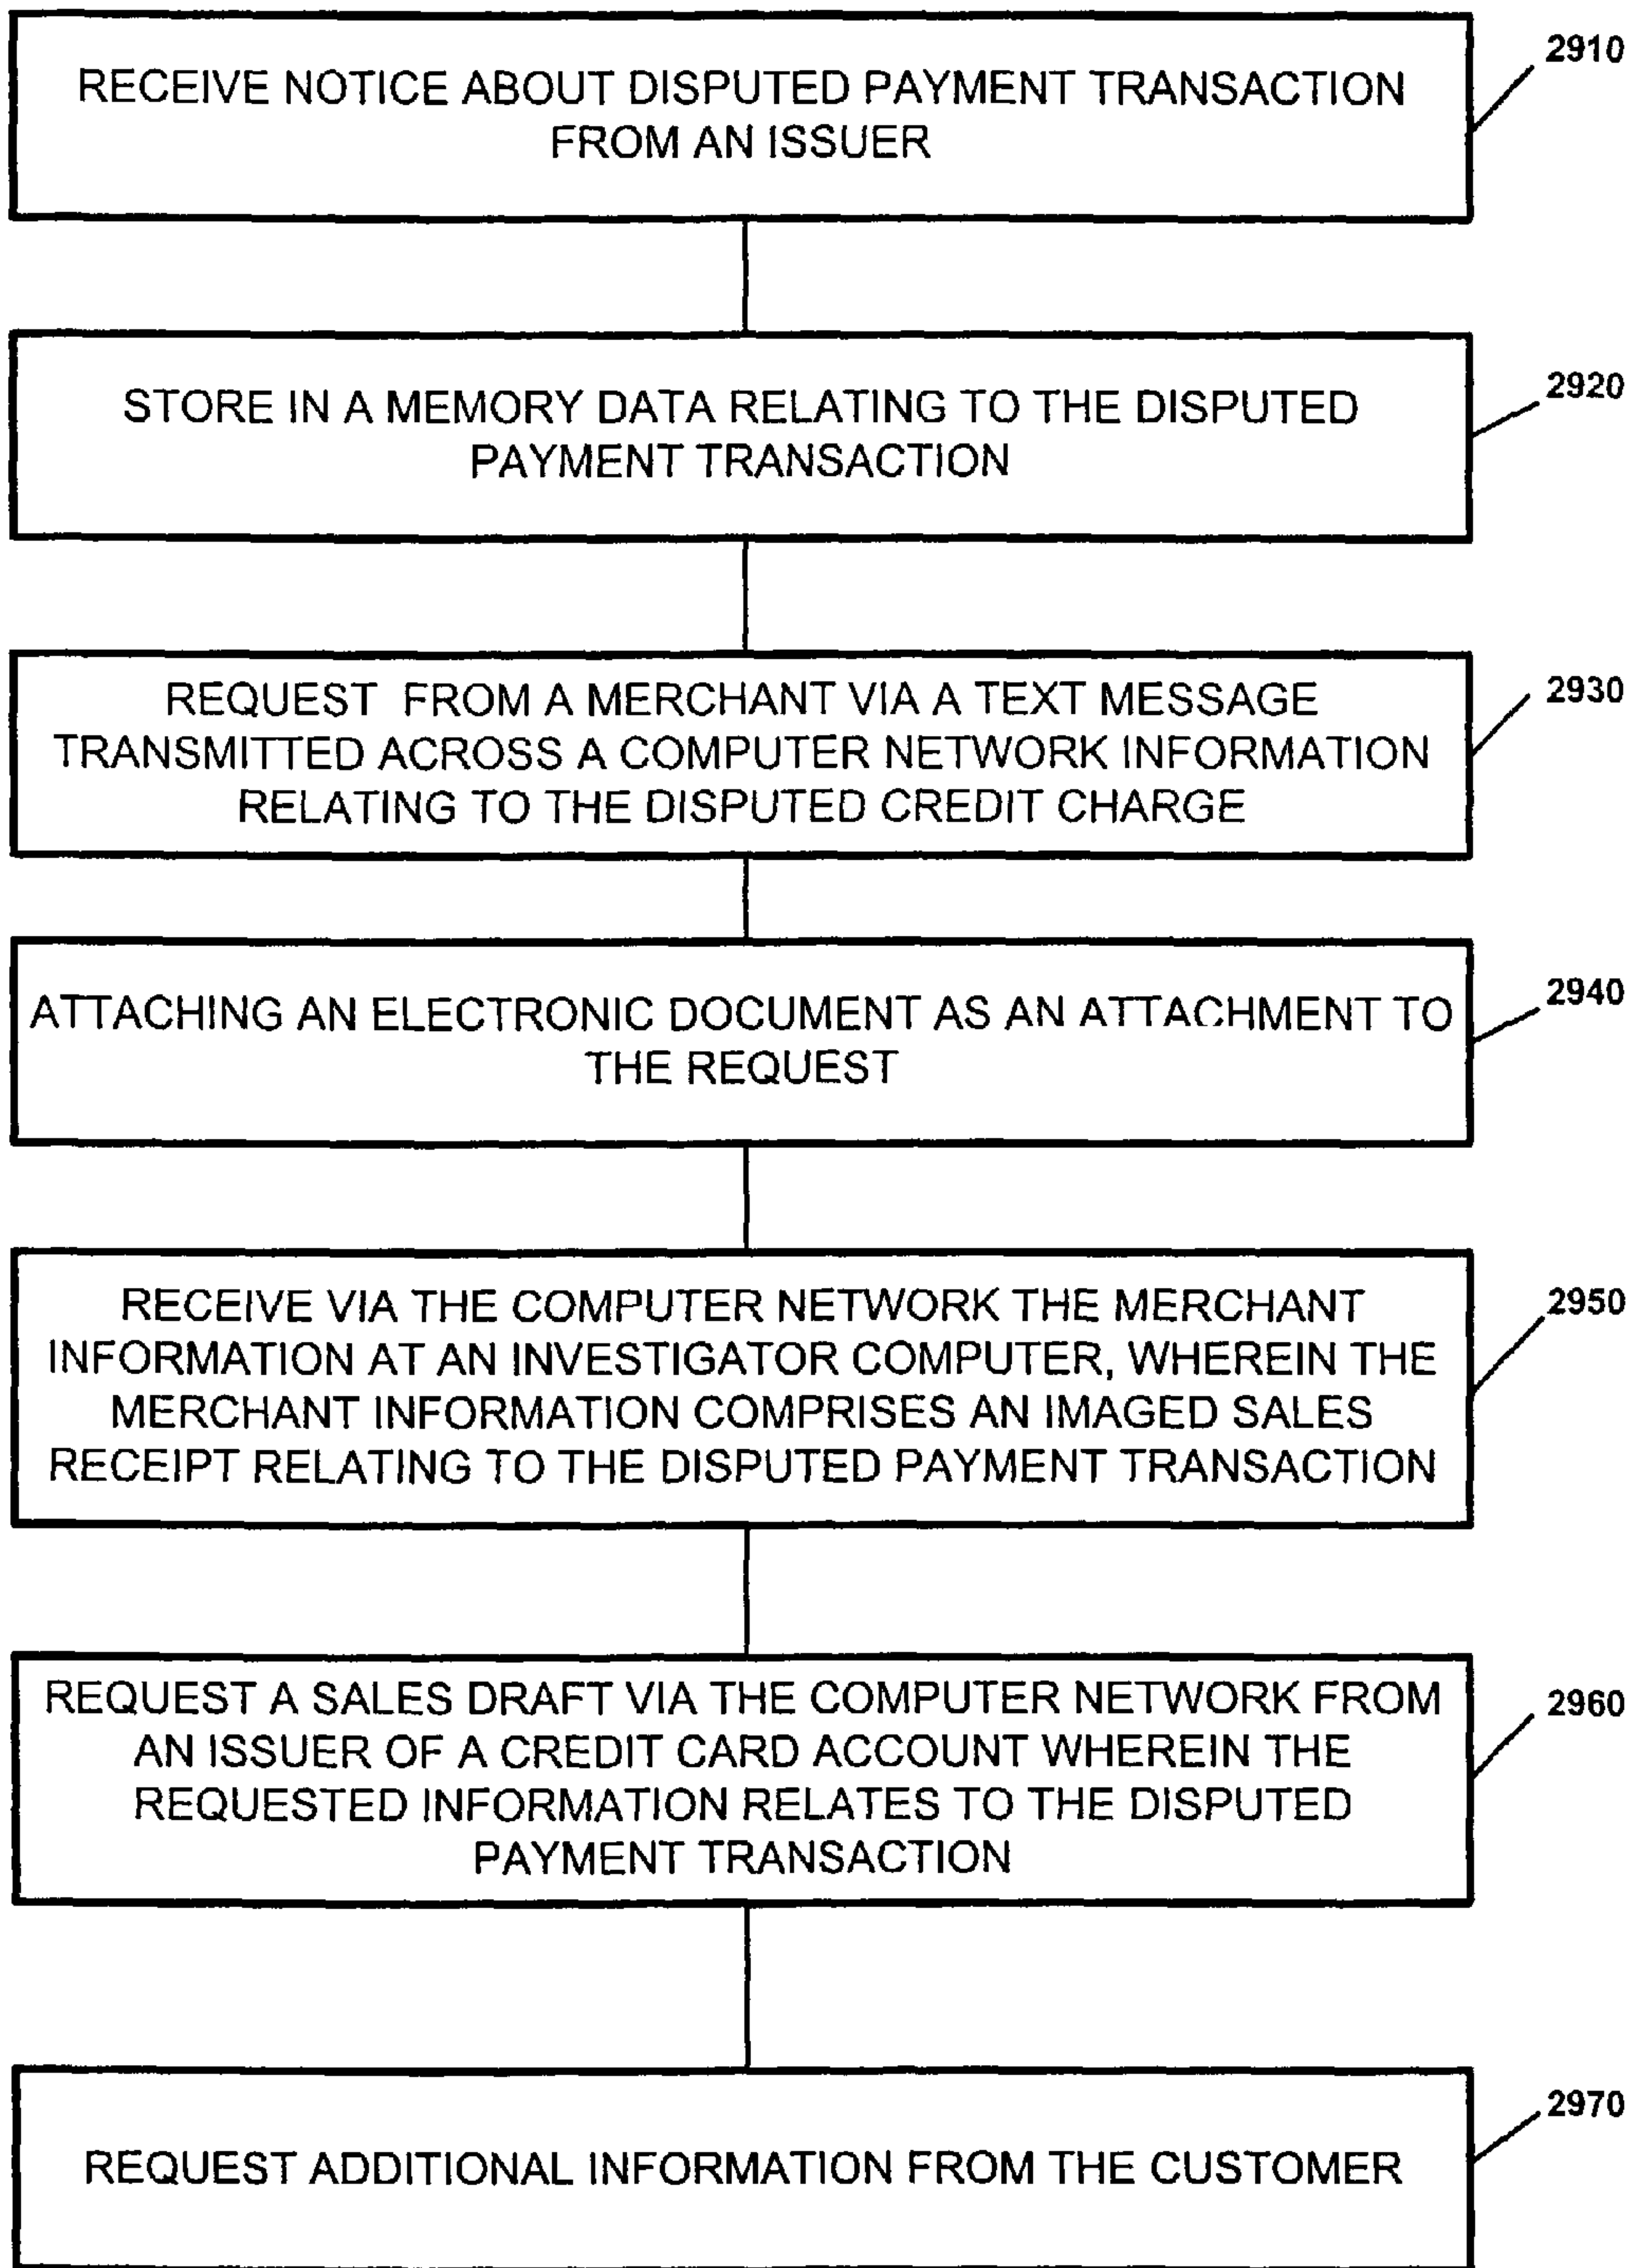 RECEIVE NOTICE ABOUT DISPUTED PAYMENT TRANSACTION
FROM AN ISSUER
2910
STORE IN A MEMORY DATA RELATING TO THE DISPUTED
PAYMENT TRANSACTION
2920
REQUEST FROM A MERCHANT VIA A TEXT MESSAGE
TRANSMITTED ACROSS A COMPUTER NETWORK INFORMATION
RELATING TO THE DISPUTED CREDIT CHARGE
2930
ATTACHING AN ELECTRONIC DOCUMENT AS AN ATTACHMENT TO
THE REQUEST
2940
RECEIVE VIA THE COMPUTER NETWORK THE MERCHANT
INFORMATION AT AN INVESTIGATOR COMPUTER, WHEREIN THE
MERCHANT INFORMATION COMPRISES AN IMAGED SALES
RECEIPT RELATING TO THE DISPUTED PAYMENT TRANSACTION
2950
REQUEST A SALES DRAFT VIA THE COMPUTER NETWORK FROM
AN ISSUER OF A CREDIT CARD ACCOUNT WHEREIN THE
REQUESTED INFORMATION RELATES TO THE DISPUTED
PAYMENT TRANSACTION
2960
REQUEST ADDITIONAL INFORMATION FROM THE CUSTOMER
2970